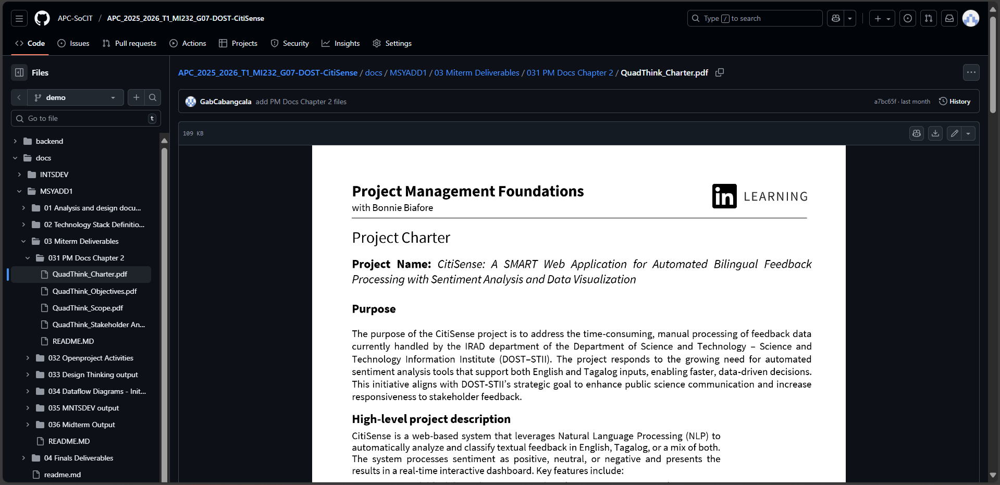 APC-SoCIT / APC_2025_2026_T1_MI232_G07-DOST-CitiSense
Type / to search
Code
Issues
Pull requests
Actions
Projects
Security
Insights
Settings
Files
APC_2025_2026_T1_MI232_G07-DOST-CitiSense / docs / MSYADD1 / 03 Miterm Deliverables / 031 PM Docs Chapter 2 / QuadThink_Charter.pdf
demo
GabCabangcala add PM Docs Chapter 2 files
a7bc65f · last month
History
Go to file
t
109 KB
backend
docs
INTSDEV
MSYADD1
01 Analysis and design docu...
02 Technology Stack Definitio...
03 Miterm Deliverables
031 PM Docs Chapter 2
QuadThink_Charter.pdf
QuadThink_Objectives.pdf
QuadThink_Scope.pdf
QuadThink_Stakeholder An...
README.MD
032 Openproject Activities
033 Design Thinking output
034 Dataflow Diagrams - Init...
035 MNTSDEV output
036 Midterm Output
README.MD
04 Finals Deliverables
readme.md
Project Management Foundations
with Bonnie Biafore
in LEARNING
Project Charter
Project Name: CitiSense: A SMART Web Application for Automated Bilingual Feedback
Processing with Sentiment Analysis and Data Visualization
Purpose
The purpose of the CitiSense project is to address the time-consuming, manual processing of feedback data
currently handled by the IRAD department of the Department of Science and Technology – Science and
Technology Information Institute (DOST–STII). The project responds to the growing need for automated
sentiment analysis tools that support both English and Tagalog inputs, enabling faster, data-driven decisions.
This initiative aligns with DOST-STII’s strategic goal to enhance public science communication and increase
responsiveness to stakeholder feedback.
High-level project description
CitiSense is a web-based system that leverages Natural Language Processing (NLP) to
automatically analyze and classify textual feedback in English, Tagalog, or a mix of both.
The system processes sentiment as positive, neutral, or negative and presents the
results in a real-time interactive dashboard. Key features include: